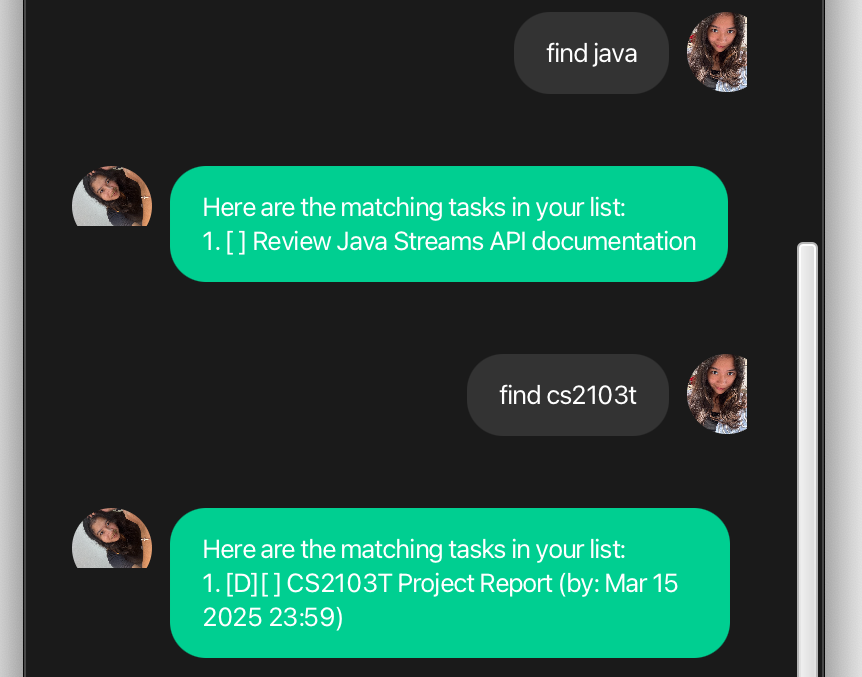 find java
Here are the matching tasks in your list:
1. [ ] Review Java Streams API documentation
find cs2103t
Here are the matching tasks in your list:
1. [D][ ] CS2103T Project Report (by: Mar 15
2025 23:59)